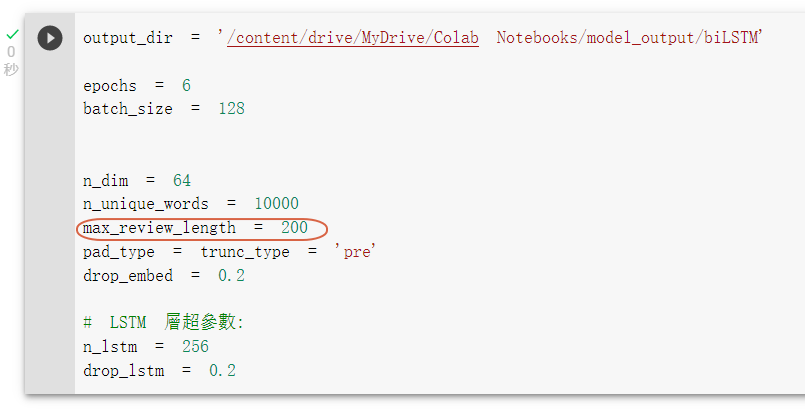 0
秒
output_dir = '/content/drive/MyDrive/Colab Notebooks/model_output/biLSTM'
epochs = 6
batch_size = 128
n_dim = 64
n_unique_words = 10000
max_review_length = 200
pad_type = trunc_type = 'pre'
drop_embed = 0.2
# LSTM 層超參數:
n_lstm = 256
drop_lstm = 0.2